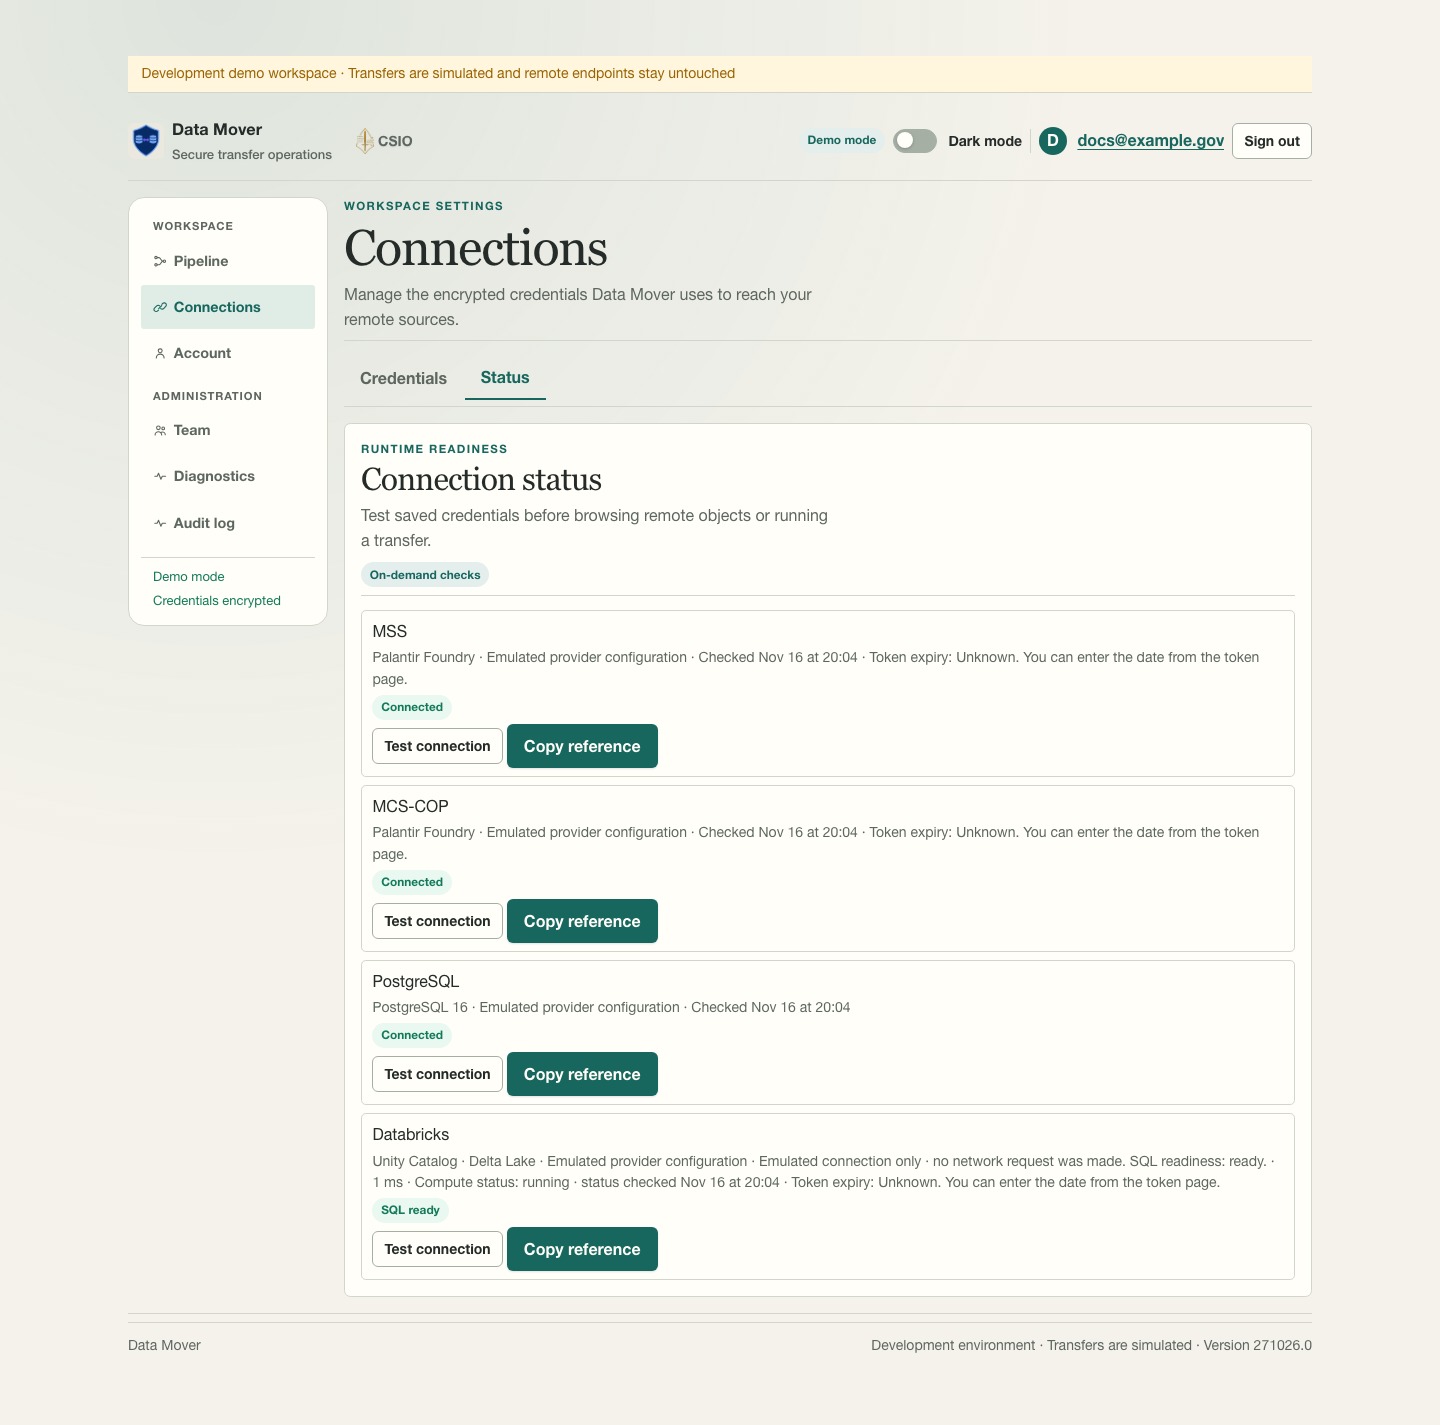 Development demo workspace · Transfers are simulated and remote endpoints stay untouched
Data Mover
Secure transfer operations
CSIO
Demo mode
Dark mode
D
docs@example.gov
Sign out
WORKSPACE
Pipeline
Connections
Account
ADMINISTRATION
Team
Diagnostics
Audit log
Demo mode
Credentials encrypted
WORKSPACE SETTINGS
Connections
Manage the encrypted credentials Data Mover uses to reach your
remote sources.
Credentials
Status
RUNTIME READINESS
Connection status
Test saved credentials before browsing remote objects or running
a transfer.
On-demand checks
MSS
Palantir Foundry · Emulated provider configuration · Checked Nov 16 at 20:04 · Token expiry: Unknown. You can enter the date from the token
page.
Connected
Test connection
Copy reference
MCS-COP
Palantir Foundry · Emulated provider configuration · Checked Nov 16 at 20:04 · Token expiry: Unknown. You can enter the date from the token
page.
Connected
Test connection
Copy reference
PostgreSQL
PostgreSQL 16 · Emulated provider configuration · Checked Nov 16 at 20:04
Connected
Test connection
Copy reference
Databricks
Unity Catalog · Delta Lake · Emulated provider configuration · Emulated connection only · no network request was made. SQL readiness: ready. ·
1 ms · Compute status: running · status checked Nov 16 at 20:04 · Token expiry: Unknown. You can enter the date from the token page.
SQL ready
Test connection
Copy reference
Data Mover
Development environment · Transfers are simulated · Version 271026.0